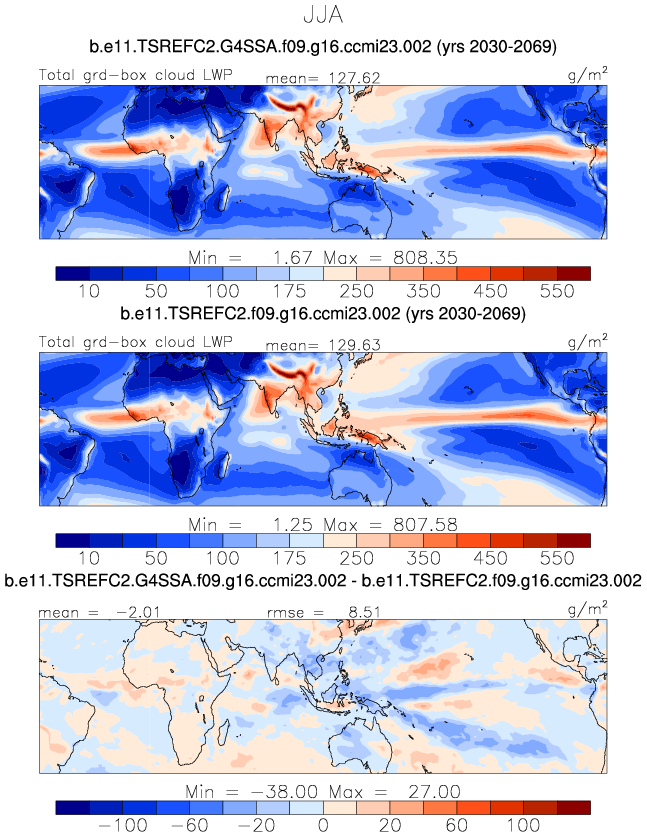 JJA
b.e11.TSREFC2.G4SSA.f09.g16.ccmi23.002 (yrs 2030-2069)
Total grd-box cloud LWP mean= 127.62 g/m²
Min = 1.67 Max = 808.35
10 50 100 175 250 350 450 550
b.e11.TSREFC2.f09.g16.ccmi23.002 (yrs 2030-2069)
Total grd-box cloud LWP mean= 129.63 g/m²
Min = 1.25 Max = 807.58
10 50 100 175 250 350 450 550
b.e11.TSREFC2.G4SSA.f09.g16.ccmi23.002 - b.e11.TSREFC2.f09.g16.ccmi23.002
mean = -2.01 rmse = 8.51 g/m²
Min = -38.00 Max = 27.00
-100 -60 -20 0 20 60 100